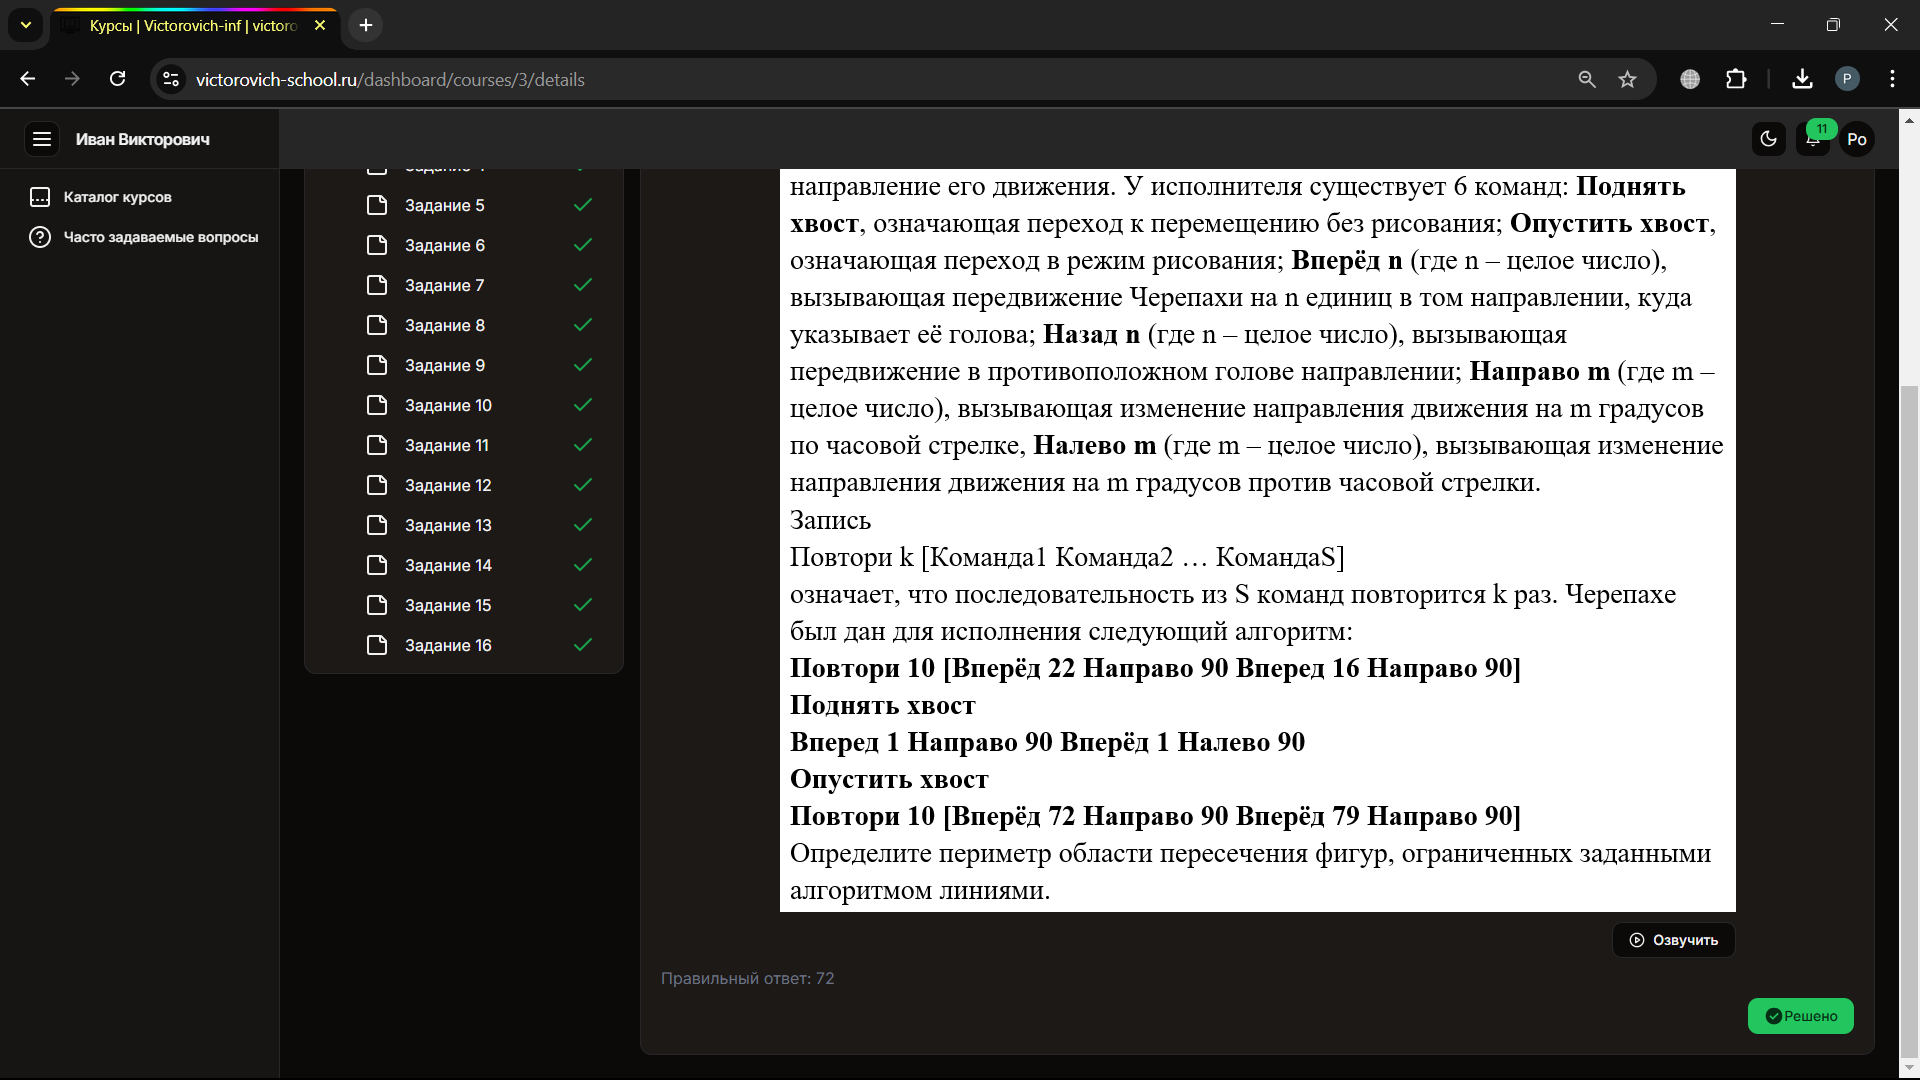 Курсы | Victorovich-inf | victoro
victorovich-school.ru/dashboard/courses/3/details
P
Иван Викторович
11
Po
Каталог курсов
Часто задаваемые вопросы
Задание 5
Задание 6
Задание 7
Задание 8
Задание 9
Задание 10
Задание 11
Задание 12
Задание 13
Задание 14
Задание 15
Задание 16
направление его движения. У исполнителя существует 6 команд: Поднять
хвост, означающая переход к перемещению без рисования; Опустить хвост,
означающая переход в режим рисования; Вперёд n (где n – целое число),
вызывающая передвижение Черепахи на n единиц в том направлении, куда
указывает её голова; Назад n (где n – целое число), вызывающая
передвижение в противоположном голове направлении; Направо m (где m –
целое число), вызывающая изменение направления движения на m градусов
по часовой стрелке, Налево m (где m – целое число), вызывающая изменение
направления движения на m градусов против часовой стрелки.
Запись
Повтори k [Команда1 Команда2 … КомандаS]
означает, что последовательность из S команд повторится k раз. Черепахе
был дан для исполнения следующий алгоритм:
Повтори 10 [Вперёд 22 Направо 90 Вперед 16 Направо 90]
Поднять хвост
Вперед 1 Направо 90 Вперёд 1 Налево 90
Опустить хвост
Повтори 10 [Вперёд 72 Направо 90 Вперёд 79 Направо 90]
Определите периметр области пересечения фигур, ограниченных заданными
алгоритмом линиями.
Озвучить
Правильный ответ: 72
Решено